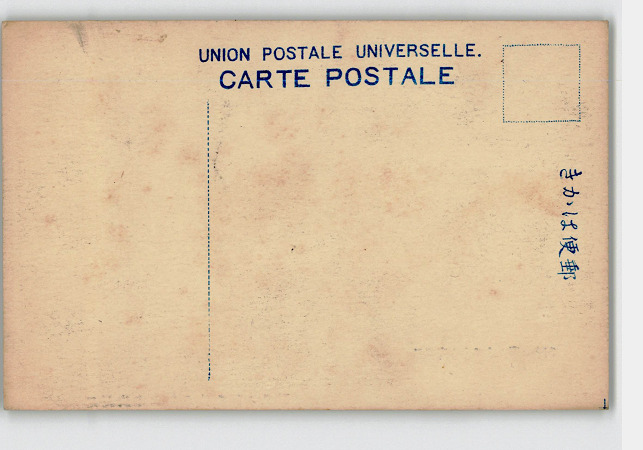 UNION POSTALE UNIVERSELLE.
CARTE POSTALE
きかは便郵